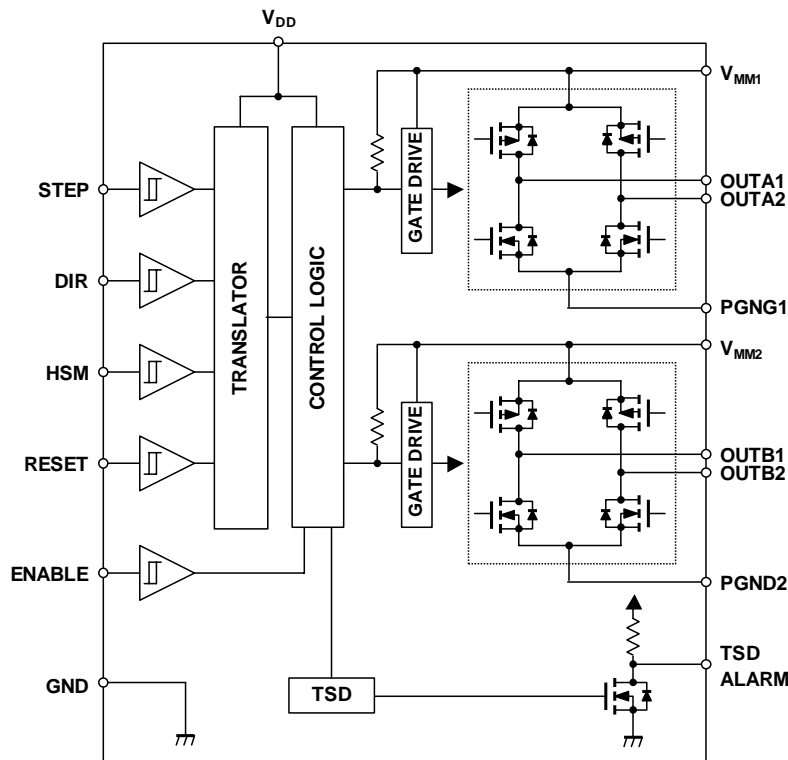 VDD
VMM1
STEP
DIR
HSM
RESET
ENABLE
GND
TRANSLATOR
CONTROL LOGIC
GATE DRIVE
OUTA1
OUTA2
PGNG1
VMM2
GATE DRIVE
OUTB1
OUTB2
PGND2
TSD
TSD
ALARM